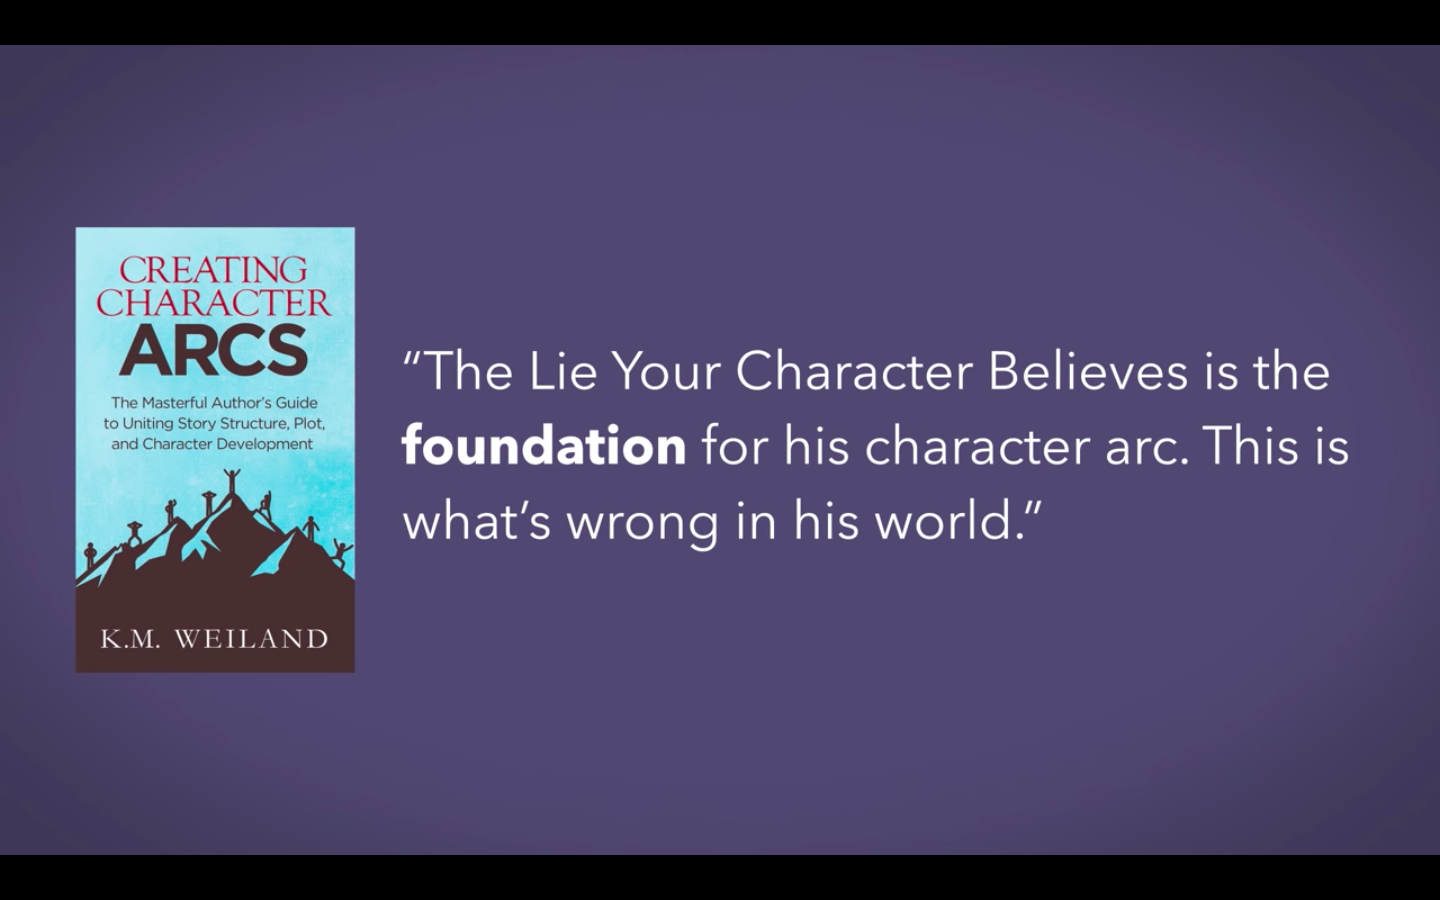 CREATING
CHARACTER
ARCS
The Masterful Author's Guide
to Uniting Story Structure, Plot,
and Character Development
K.M. WEILAND
“The Lie Your Character Believes is the
foundation for his character arc. This is
what’s wrong in his world.”